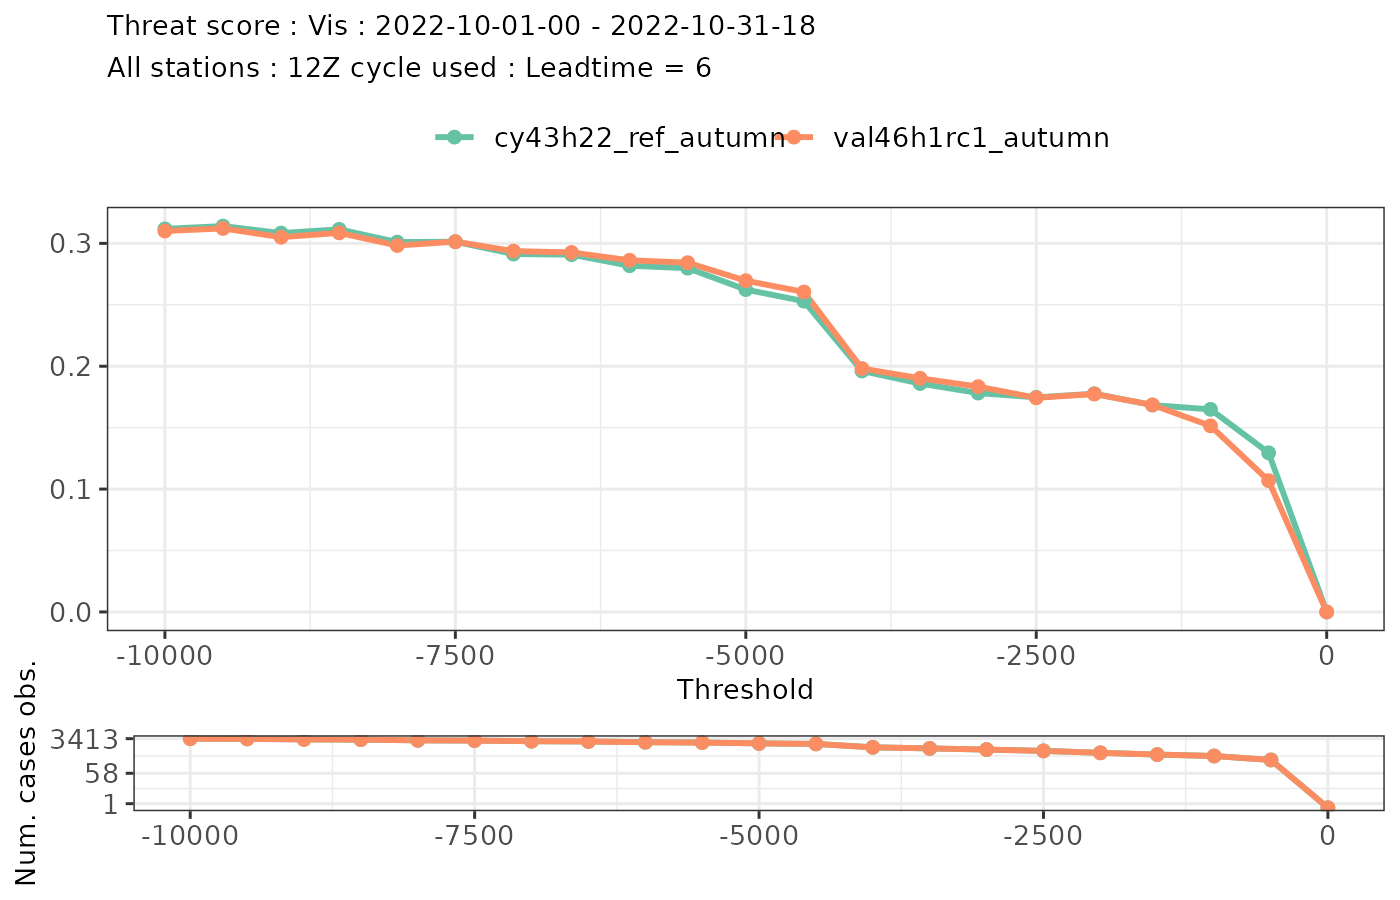 Threat score : Vis : 2022-10-01-00 - 2022-10-31-18
All stations : 12Z cycle used : Leadtime = 6
cy43h22_ref_autumn val46h1rc1_autumn
0.3
0.2
0.1
0.0
-10000 -7500 -5000 -2500 0
Threshold
Num. cases obs.
3413
58
1
-10000 -7500 -5000 -2500 0